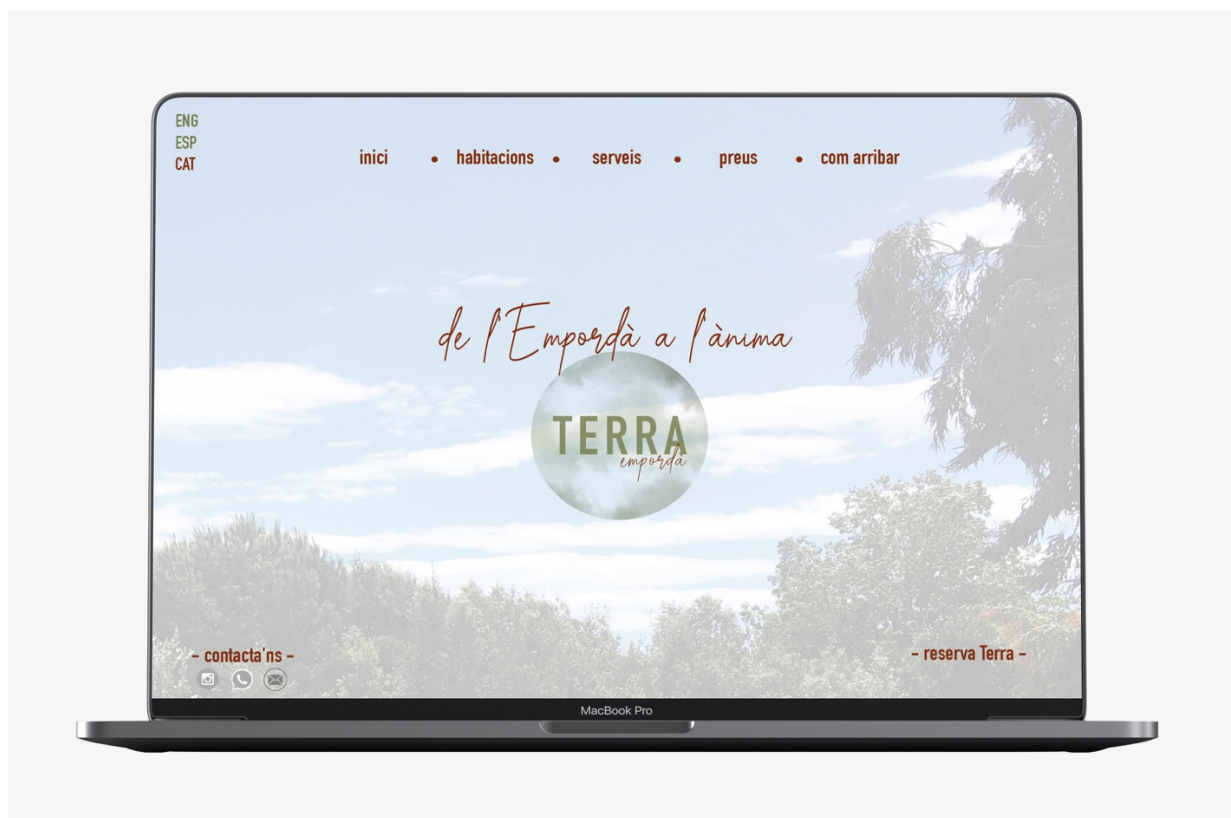 ENG
ESP
CAT
inici • habitacions • serveis • preus • com arribar
de l'Empordà a l'ànima
TERRA
empordà
- contacta'ns -
- reserva Terra -
MacBook Pro